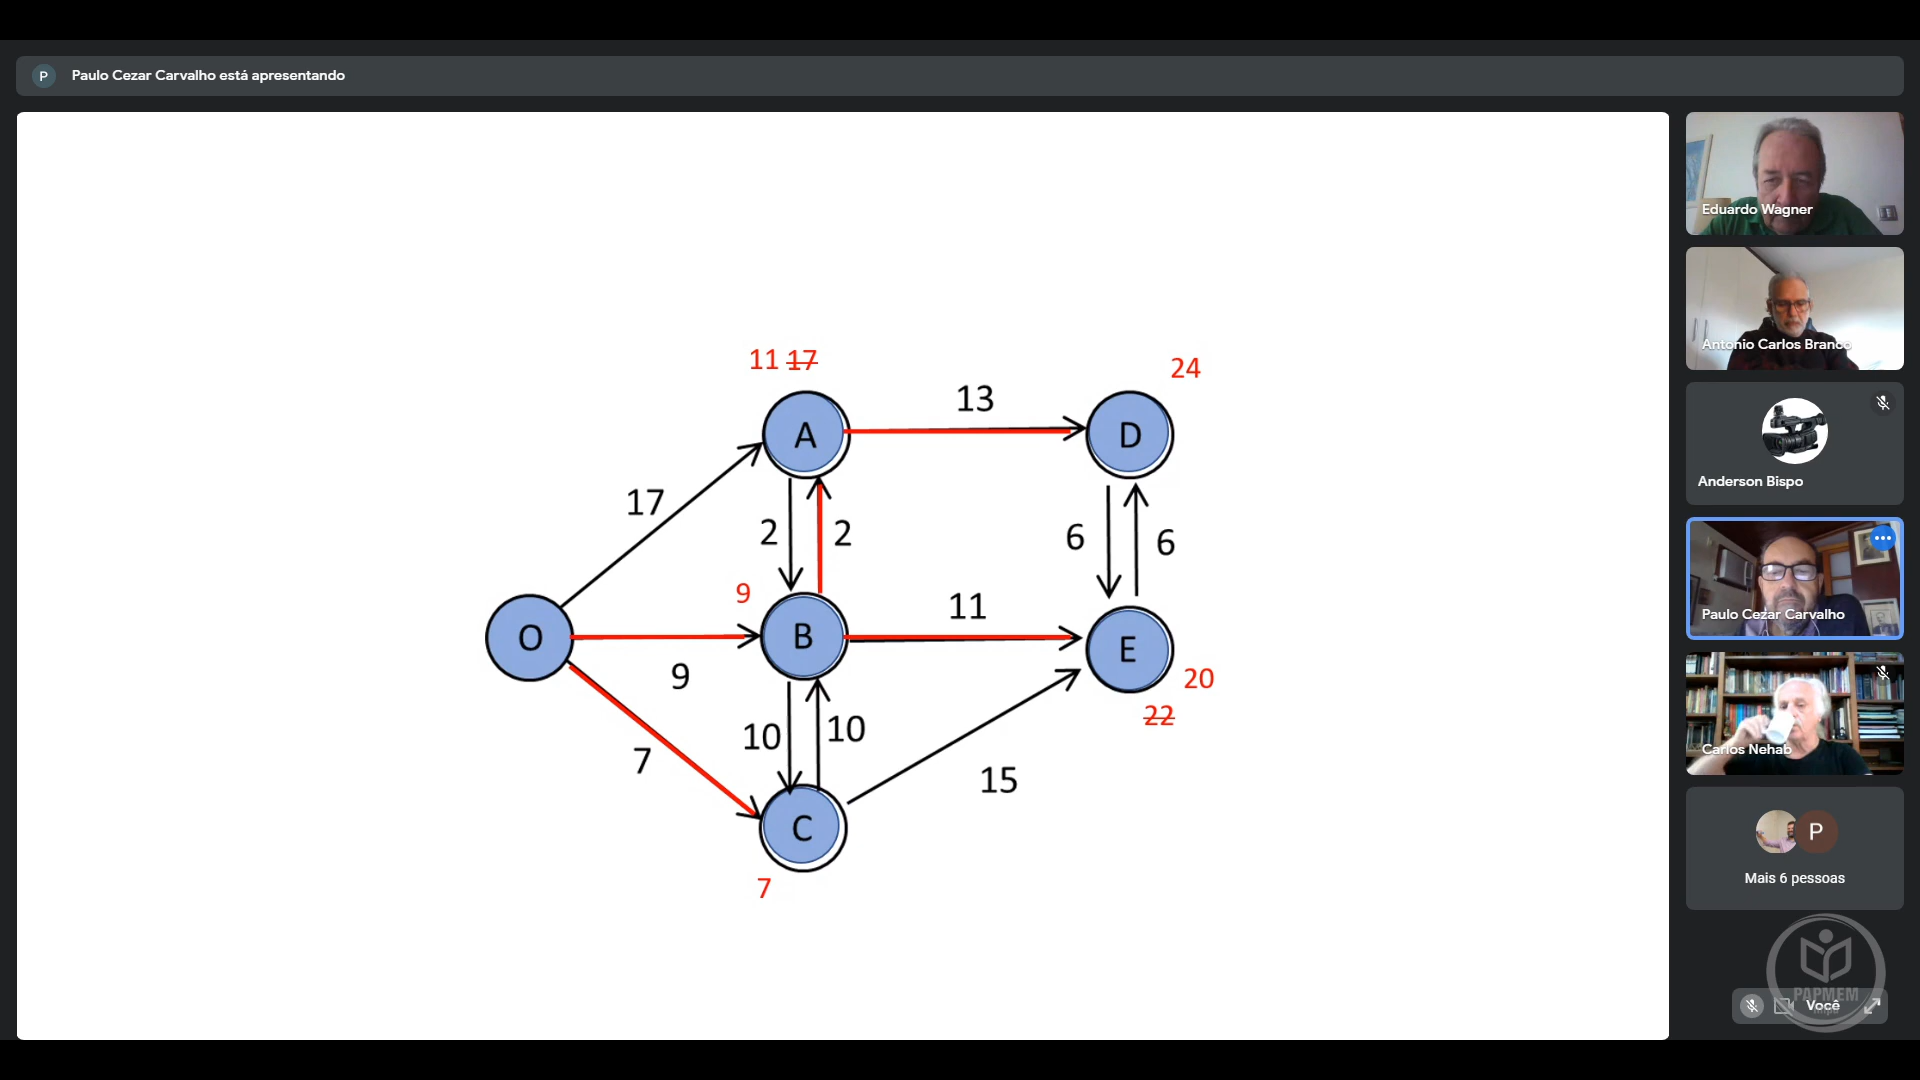 P Paulo Cezar Carvalho está apresentando
11 17
24
13
A
D
17
2
2
6
6
9
11
O
B
E
9
20
22
10
10
7
15
C
7
Eduardo Wagner
Antonio Carlos Branco
Anderson Bispo
Paulo Cezar Carvalho
Carlos Nehab
P
Mais 6 pessoas
PAPMEM
impa
Você